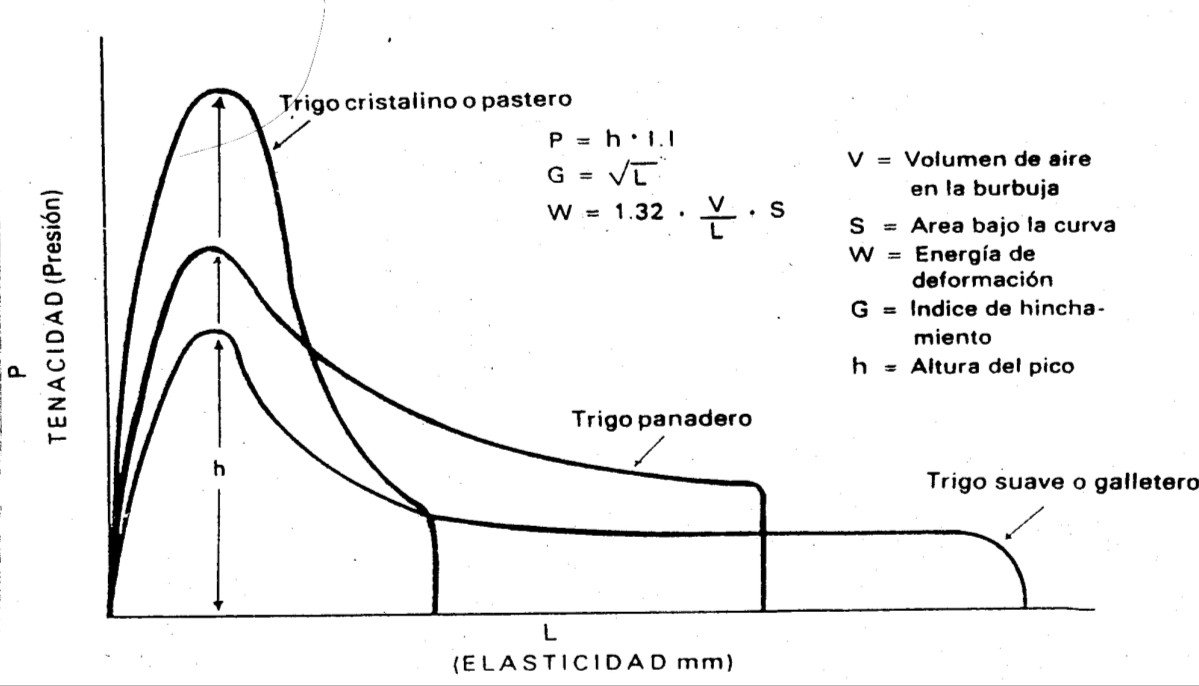 Trigo cristalino o pastero
P = h · 1.1
G = √L
W = 1.32 · V/L · S
V = Volumen de aire
en la burbuja
S = Area bajo la curva
W = Energía de
deformación
G = Indice de hincha-
miento
h = Altura del pico
P
TENACIDAD (Presión)
h
Trigo panadero
Trigo suave o galletero
L
(ELASTICIDAD mm)